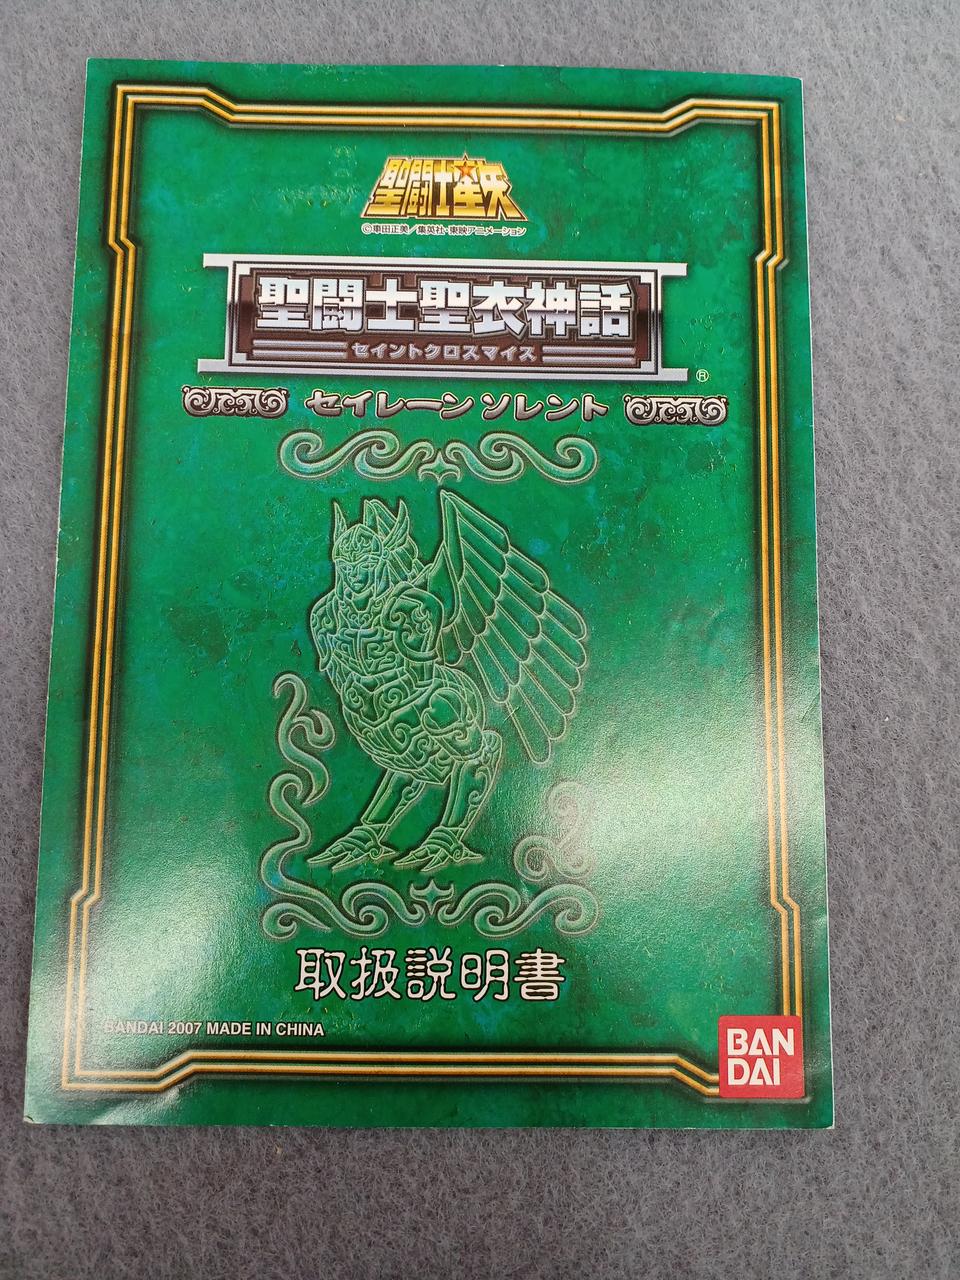 聖闘士星矢
©車田正美／集英社・東映アニメーション
聖闘士聖衣神話
セイントクロスマイス
®
セイレーンソレント
取扱説明書
BANDAI 2007 MADE IN CHINA
BAN
DAI